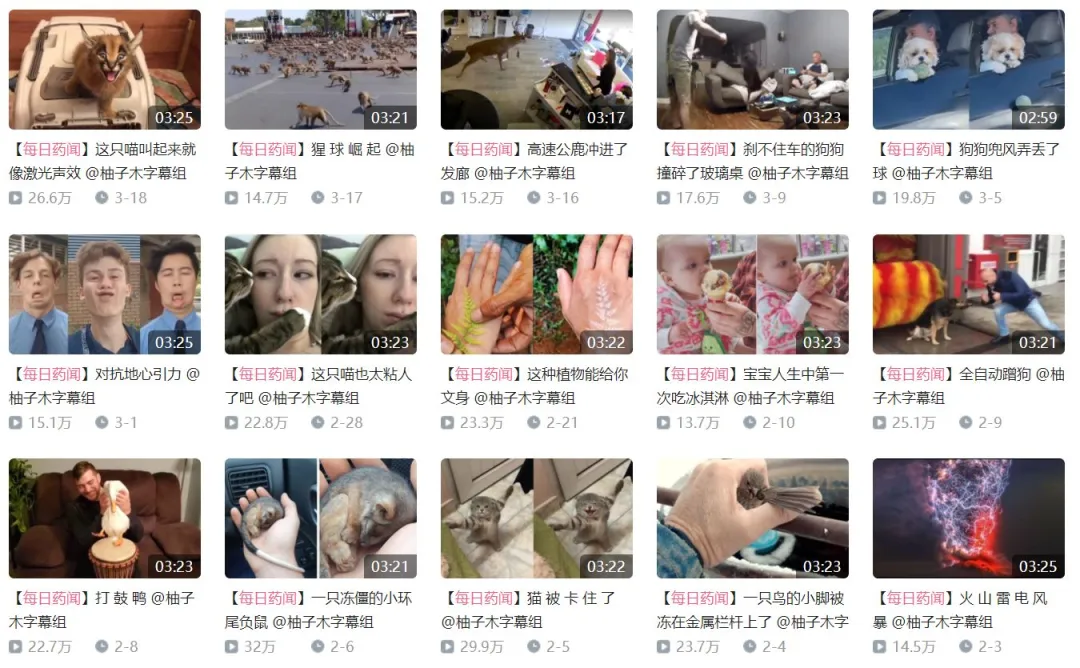 03:25
【每日药闻】这只喵叫起来就
像激光声效 @柚子木字幕组
26.6万 3-18
03:21
【每日药闻】猩 球 崛 起 @柚
子木字幕组
14.7万 3-17
03:17
【每日药闻】高速公鹿冲进了
发廊 @柚子木字幕组
15.2万 3-16
03:23
【每日药闻】刹不住车的狗狗
撞碎了玻璃桌 @柚子木字幕组
17.6万 3-9
02:59
【每日药闻】狗狗兜风弄丢了
球 @柚子木字幕组
19.8万 3-5
03:25
【每日药闻】对抗地心引力 @
柚子木字幕组
15.1万 3-1
03:23
【每日药闻】这只喵也太粘人
了吧 @柚子木字幕组
22.8万 2-28
03:22
【每日药闻】这种植物能给你
文身 @柚子木字幕组
23.3万 2-21
03:23
【每日药闻】宝宝人生中第一
次吃冰淇淋 @柚子木字幕组
13.7万 2-10
03:21
【每日药闻】全自动蹭狗 @柚
子木字幕组
25.1万 2-9
03:23
【每日药闻】打 鼓 鸭 @柚子
木字幕组
22.7万 2-8
03:21
【每日药闻】一只冻僵的小环
尾负鼠 @柚子木字幕组
32万 2-6
03:22
【每日药闻】猫 被 卡 住 了
@柚子木字幕组
29.9万 2-5
03:23
【每日药闻】一只鸟的小脚被
冻在金属栏杆上了 @柚子木字
23.7万 2-4
03:25
【每日药闻】火 山 雷 电 风
暴 @柚子木字幕组
14.5万 2-3